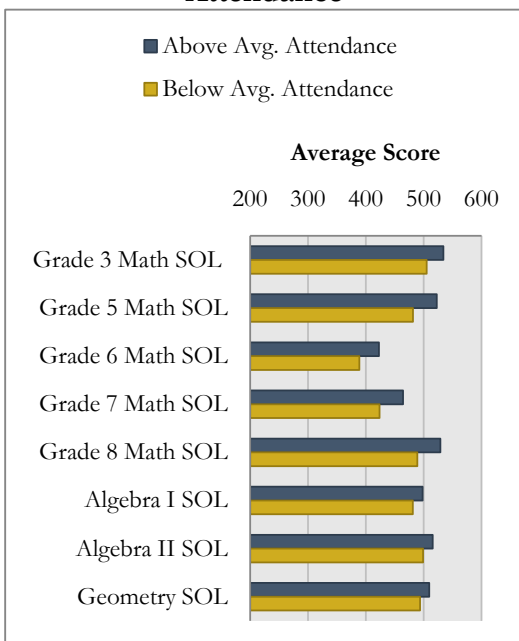 Attendance
Above Avg. Attendance
Below Avg. Attendance
Average Score
200 300 400 500 600
Grade 3 Math SOL
Grade 5 Math SOL
Grade 6 Math SOL
Grade 7 Math SOL
Grade 8 Math SOL
Algebra I SOL
Algebra II SOL
Geometry SOL